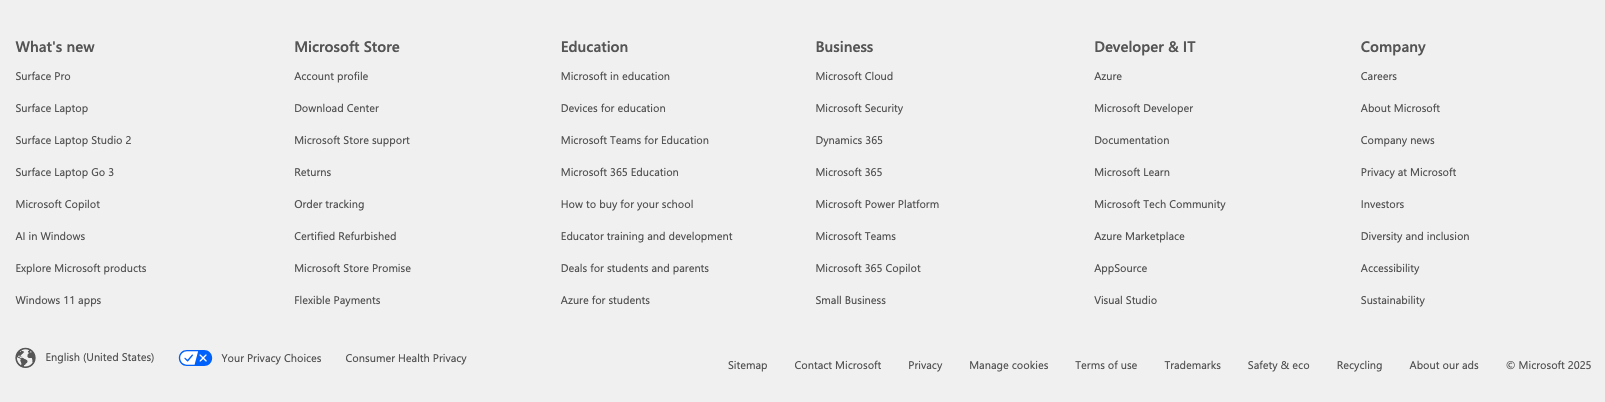 What's new
Surface Pro
Surface Laptop
Surface Laptop Studio 2
Surface Laptop Go 3
Microsoft Copilot
AI in Windows
Explore Microsoft products
Windows 11 apps
Microsoft Store
Account profile
Download Center
Microsoft Store support
Returns
Order tracking
Certified Refurbished
Microsoft Store Promise
Flexible Payments
Education
Microsoft in education
Devices for education
Microsoft Teams for Education
Microsoft 365 Education
How to buy for your school
Educator training and development
Deals for students and parents
Azure for students
Business
Microsoft Cloud
Microsoft Security
Dynamics 365
Microsoft 365
Microsoft Power Platform
Microsoft Teams
Microsoft 365 Copilot
Small Business
Developer & IT
Azure
Microsoft Developer
Documentation
Microsoft Learn
Microsoft Tech Community
Azure Marketplace
AppSource
Visual Studio
Company
Careers
About Microsoft
Company news
Privacy at Microsoft
Investors
Diversity and inclusion
Accessibility
Sustainability
English (United States) Your Privacy Choices Consumer Health Privacy
Sitemap Contact Microsoft Privacy Manage cookies Terms of use Trademarks Safety & eco Recycling About our ads © Microsoft 2025